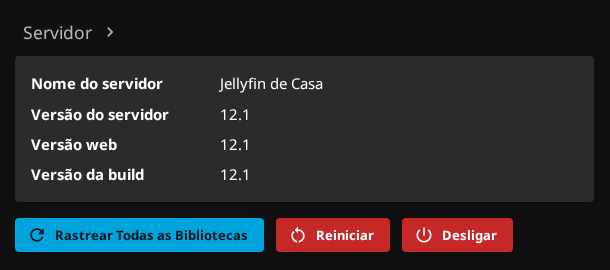 Servidor
Nome do servidor Jellyfin de Casa
Versão do servidor 12.1
Versão web 12.1
Versão da build 12.1
Rastrear Todas as Bibliotecas Reiniciar Desligar